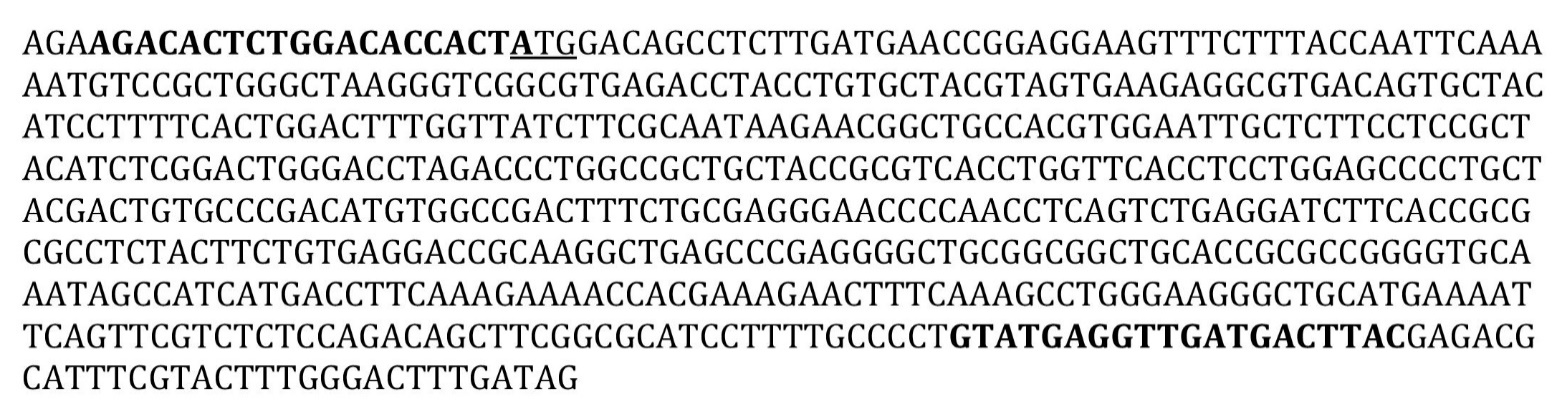 AGAAGACACTCTGGACACCACTATGGACAGCCTCTTGATGAACCGGAGGAAGTTTCTTTACCAATTCAAA
AATGTCCGCTGGGCTAAGGGTCGGCGTGAGACCTACCTGTGCTACGTAGTGAAGAGGCGTGACAGTGCTAC
ATCCTTTTCACTGGACTTTGGTTATCTTCGCAATAAGAACGGCTGCCACGTGGAATTGCTCTTCCTCCGCT
ACATCTCGGACTGGGACCTAGACCCTGGCCGCTGCTACCGCGTCACCTGGTTCACCTCCTGGAGCCCCTGCT
ACGACTGTGCCCGACATGTGGCCGACTTTCTGCGAGGGAACCCCAACCTCAGTCTGAGGATCTTCACCGCG
CGCCTCTACTTCTGTGAGGACCGCAAGGCTGAGCCCGAGGGGCTGCGGCGGCTGCACCGCGCCGGGGTGCA
AATAGCCATCATGACCTTCAAAGAAAACCACGAAAGAACTTTCAAAGCCTGGGAAGGGCTGCATGAAAAT
TCAGTTCGTCTCTCCAGACAGCTTCGGCGCATCCTTTTGCCCCTGTATGAGGTTGATGACTTACGAGACG
CATTTCGTACTTTGGGACTTTGATAG